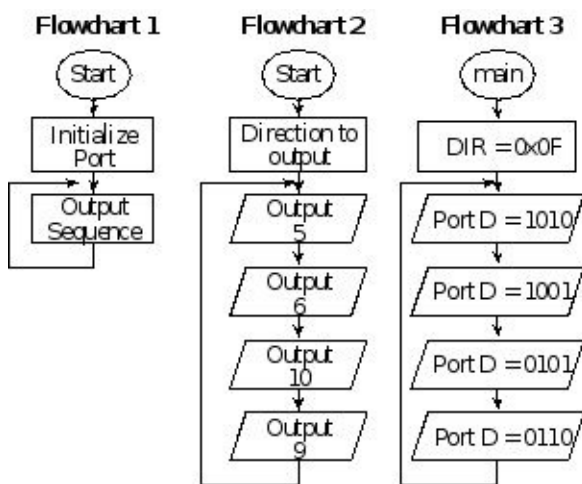 Flowchart 1
Start
Initialize
Port
Output
Sequence
Flowchart 2
Start
Direction to
output
Output
5
Output
6
Output
10
Output
9
Flowchart 3
main
DIR = 0x0F
Port D = 1010
Port D = 1001
Port D = 0101
Port D = 0110